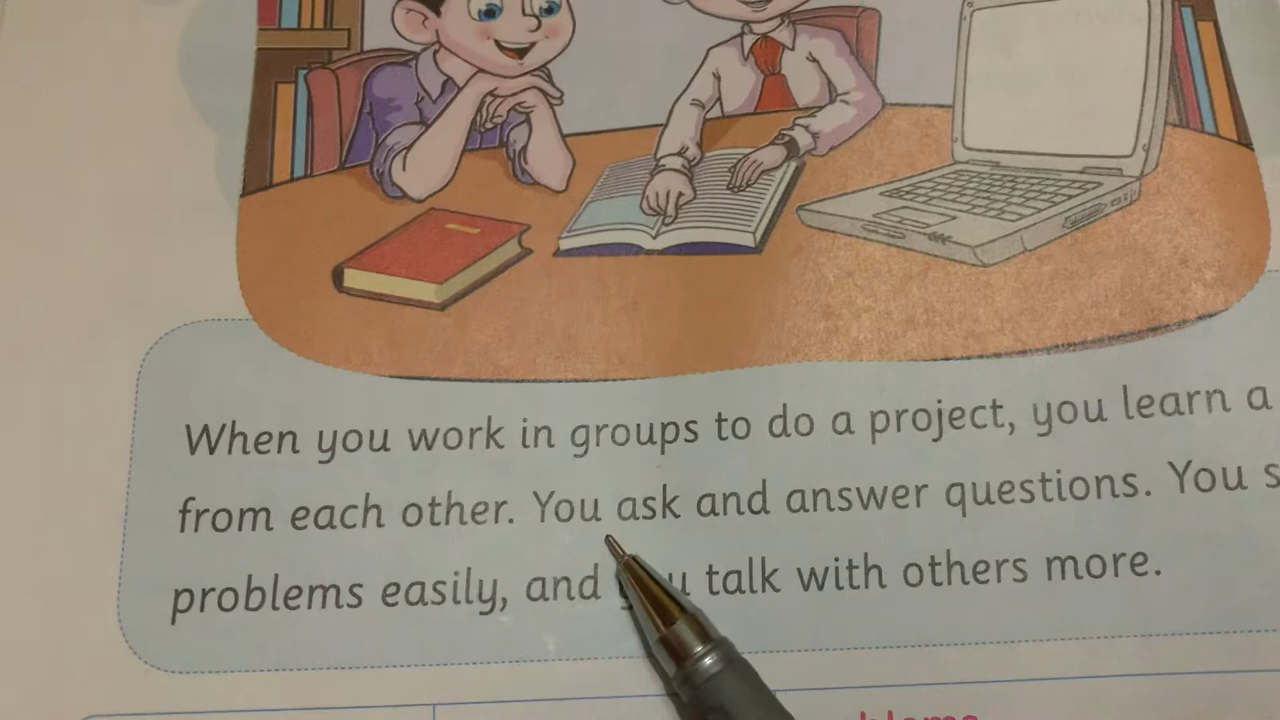 When you work in groups to do a project, you learn a
from each other. You ask and answer questions. You s
problems easily, and you talk with others more.